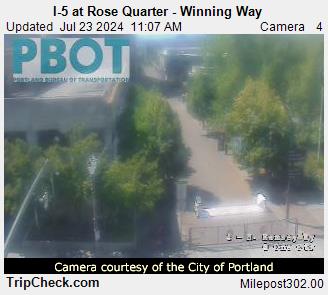 I-5 at Rose Quarter - Winning Way
Updated Jul 23 2024 11:07 AM Camera 4
PBOT
PORTLAND BUREAU OF TRANSPORTATION
Camera courtesy of the City of Portland
TripCheck.com Milepost302.00